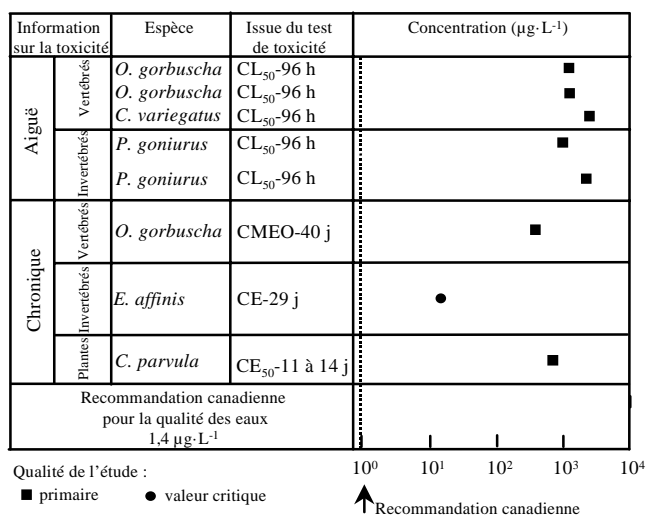 Information
sur la toxicité
Espèce
Issue du test
de toxicité
Concentration (µg·L-1)
Aiguë
Vertébrés
O. gorbuscha CL50-96 h
O. gorbuscha CL50-96 h
C. variegatus CL50-96 h
Invertébrés
P. goniurus CL50-96 h
P. goniurus CL50-96 h
Chronique
Vertébrés
O. gorbuscha CMEO-40 j
Invertébrés
E. affinis CE-29 j
Plantes
C. parvula CE50-11 à 14 j
Recommandation canadienne
pour la qualité des eaux
1,4 µg·L-1
10⁰ 10¹ 10² 10³ 10⁴
Qualité de l'étude :
primaire valeur critique
Recommandation canadienne